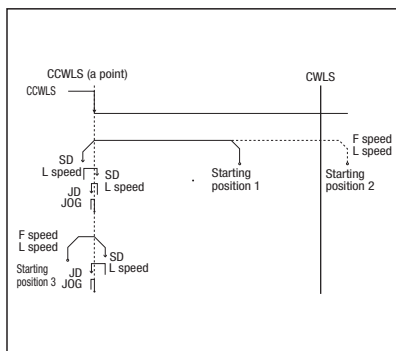 CCWLS (a point)
CWLS
CCWLS
F speed
L speed
SD
L speed
SD
L speed
JD
JOG
Starting
position 1
Starting
position 2
F speed
L speed
SD
L speed
Starting
position 3
JD
JOG